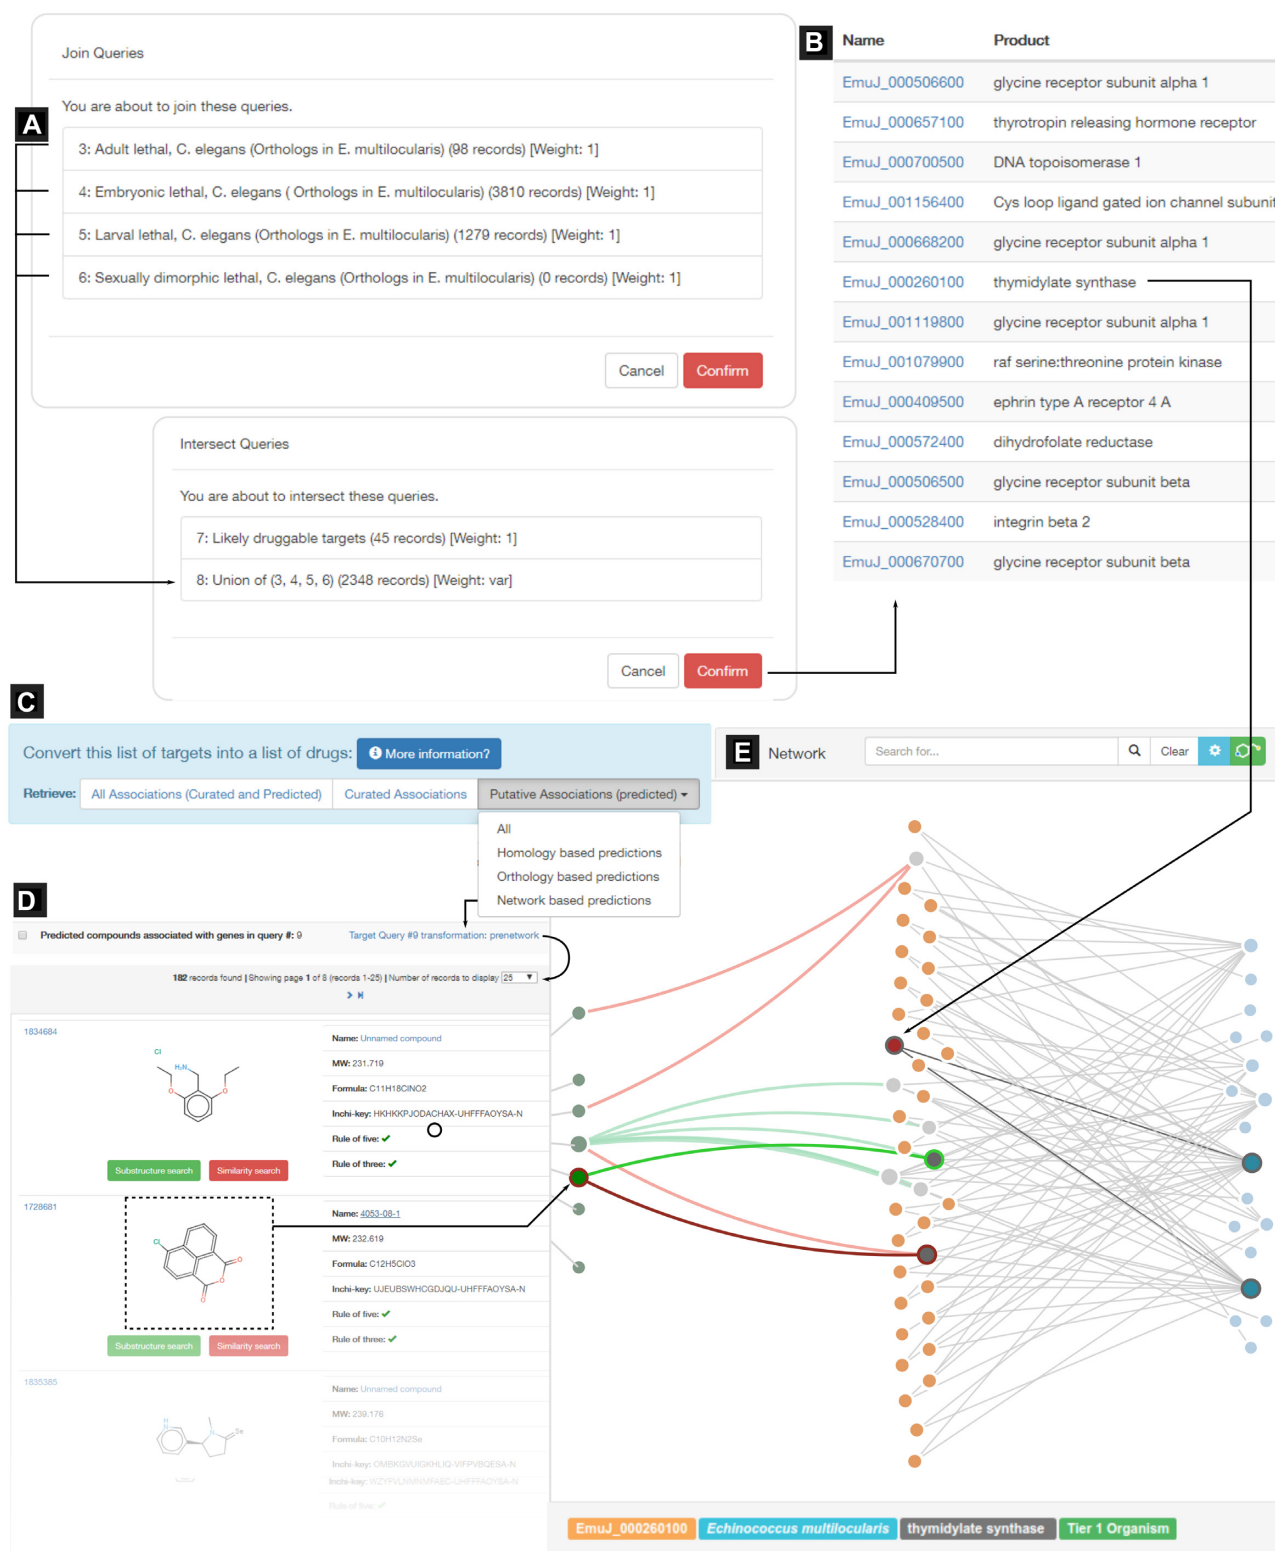 Join Queries
You are about to join these queries.
A
3: Adult lethal, C. elegans (Orthologs in E. multilocularis) (98 records) [Weight: 1]
4: Embryonic lethal, C. elegans ( Orthologs in E. multilocularis) (3810 records) [Weight: 1]
5: Larval lethal, C. elegans (Orthologs in E. multilocularis) (1279 records) [Weight: 1]
6: Sexually dimorphic lethal, C. elegans (Orthologs in E. multilocularis) (0 records) [Weight: 1]
Cancel Confirm
Intersect Queries
You are about to intersect these queries.
7: Likely druggable targets (45 records) [Weight: 1]
8: Union of (3, 4, 5, 6) (2348 records) [Weight: var]
Cancel Confirm
B
Name Product
EmuJ_000506600 glycine receptor subunit alpha 1
EmuJ_000657100 thyrotropin releasing hormone receptor
EmuJ_000700500 DNA topoisomerase 1
EmuJ_001156400 Cys loop ligand gated ion channel subunit
EmuJ_000668200 glycine receptor subunit alpha 1
EmuJ_000260100 thymidylate synthase
EmuJ_001119800 glycine receptor subunit alpha 1
EmuJ_001079900 raf serine:threonine protein kinase
EmuJ_000409500 ephrin type A receptor 4 A
EmuJ_000572400 dihydrofolate reductase
EmuJ_000506500 glycine receptor subunit beta
EmuJ_000528400 integrin beta 2
EmuJ_000670700 glycine receptor subunit beta
C
Convert this list of targets into a list of drugs: More information?
Retrieve: All Associations (Curated and Predicted) Curated Associations Putative Associations (predicted)
All
Homology based predictions
Orthology based predictions
Network based predictions
D
Predicted compounds associated with genes in query #: 9 Target Query #9 transformation: prenetwork
182 records found | Showing page 1 of 8 (records 1-25) | Number of records to display 25
1834684
Cl
H₂N
O O
Name: Unnamed compound
MW: 231.719
Formula: C11H18ClNO2
Inchi-key: HKHKKPJODACHAX-UHFFFAOYSA-N
Rule of five:
Rule of three:
Substructure search Similarity search
1728681
Cl
O
O
O
Name: 4053-08-1
MW: 232.619
Formula: C12H5ClO3
Inchi-key: UJEUBSWHCGDJQU-UHFFFAOYSA-N
Rule of five:
Rule of three:
Substructure search Similarity search
1835385
H
N
N
Se
Name: Unnamed compound
MW: 239.176
Formula: C10H12N2Se
Rule of five:
E
Network Search for... Clear
EmuJ_000260100 Echinococcus multilocularis thymidylate synthase Tier 1 Organism